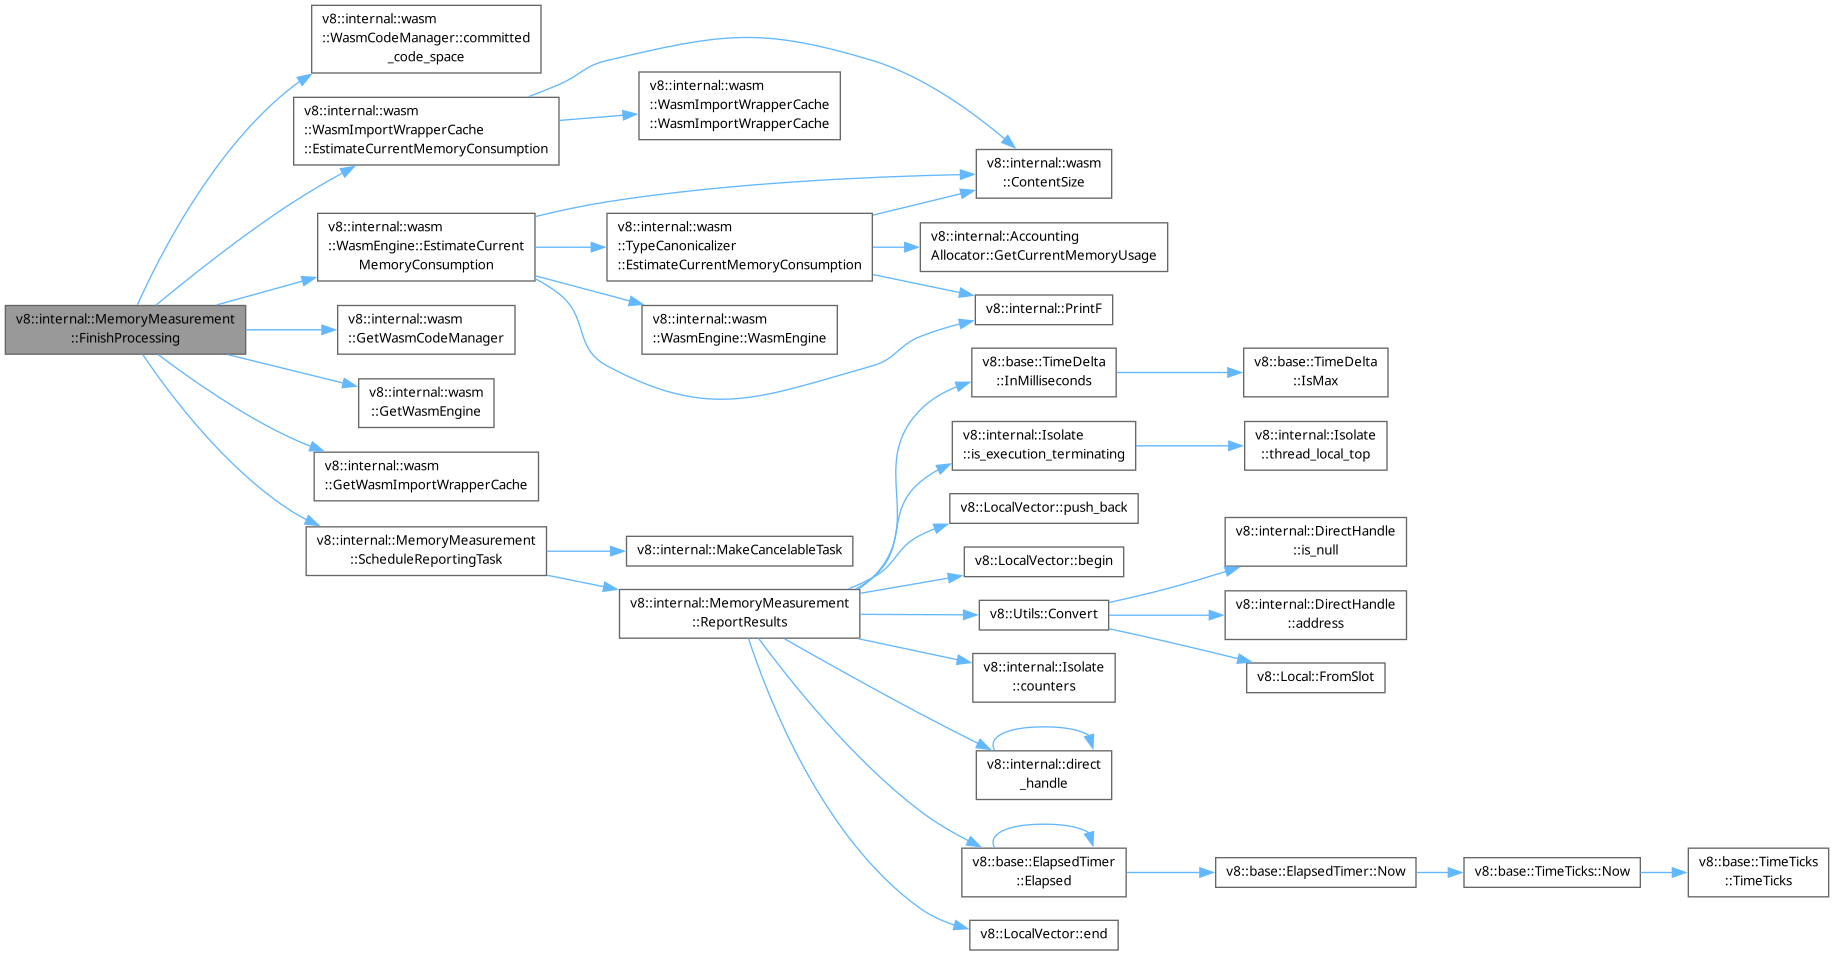 v8::internal::MemoryMeasurement
::FinishProcessing
v8::internal::wasm
::WasmCodeManager::committed
_code_space
v8::internal::wasm
::WasmImportWrapperCache
::EstimateCurrentMemoryConsumption
v8::internal::wasm
::WasmEngine::EstimateCurrent
MemoryConsumption
v8::internal::wasm
::GetWasmCodeManager
v8::internal::wasm
::GetWasmEngine
v8::internal::wasm
::GetWasmImportWrapperCache
v8::internal::MemoryMeasurement
::ScheduleReportingTask
v8::internal::wasm
::WasmImportWrapperCache
::WasmImportWrapperCache
v8::internal::wasm
::TypeCanonicalizer
::EstimateCurrentMemoryConsumption
v8::internal::wasm
::WasmEngine::WasmEngine
v8::internal::MakeCancelableTask
v8::internal::MemoryMeasurement
::ReportResults
v8::internal::wasm
::ContentSize
v8::internal::Accounting
Allocator::GetCurrentMemoryUsage
v8::internal::PrintF
v8::base::TimeDelta
::InMilliseconds
v8::internal::Isolate
::is_execution_terminating
v8::LocalVector::push_back
v8::LocalVector::begin
v8::Utils::Convert
v8::internal::Isolate
::counters
v8::internal::direct
_handle
v8::base::ElapsedTimer
::Elapsed
v8::LocalVector::end
v8::base::TimeDelta
::IsMax
v8::internal::Isolate
::thread_local_top
v8::internal::DirectHandle
::is_null
v8::internal::DirectHandle
::address
v8::Local::FromSlot
v8::base::ElapsedTimer::Now
v8::base::TimeTicks::Now
v8::base::TimeTicks
::TimeTicks